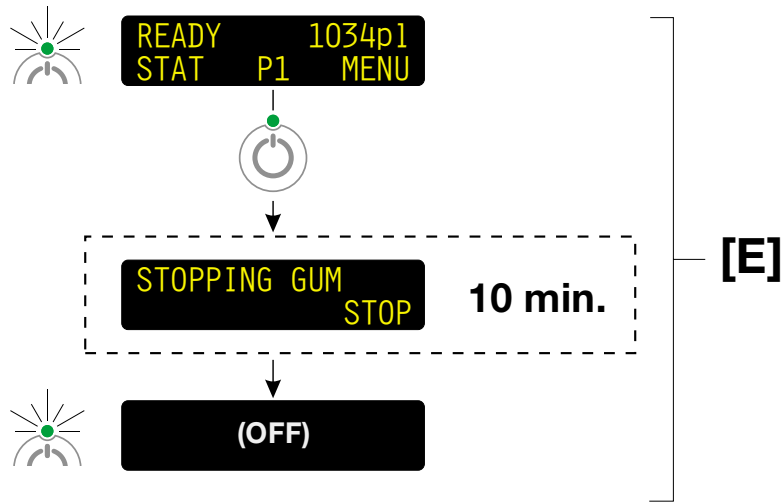 READY 1034pl
STAT P1 MENU
STOPPING GUM
STOP
10 min.
[E]
(OFF)